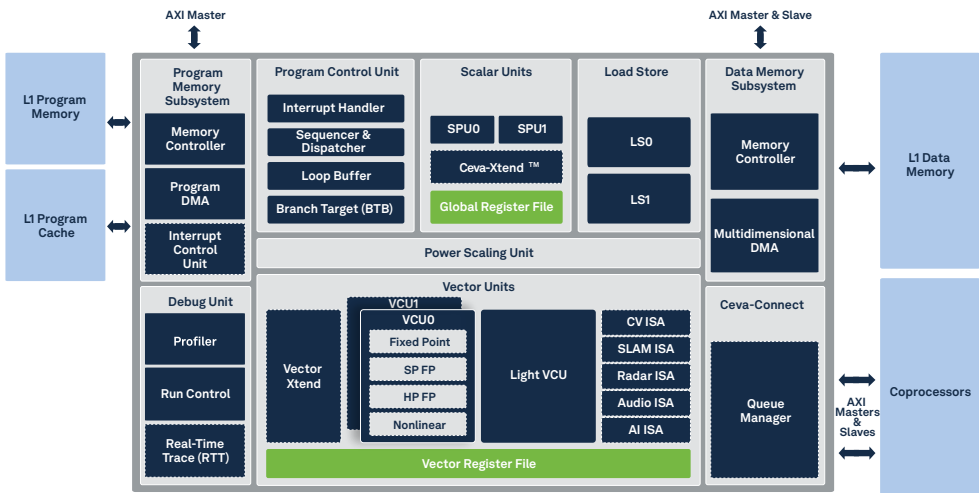 AXI Master
AXI Master & Slave
L1 Program
Memory
L1 Program
Cache
Program
Memory
Subsystem
Memory
Controller
Program
DMA
Interrupt
Control
Unit
Program Control Unit
Interrupt Handler
Sequencer &
Dispatcher
Loop Buffer
Branch Target (BTB)
Scalar Units
SPU0
SPU1
Ceva-Xtend ™
Global Register File
Load Store
LS0
LS1
Data Memory
Subsystem
Memory
Controller
Multidimensional
DMA
L1 Data
Memory
Power Scaling Unit
Debug Unit
Profiler
Run Control
Real-Time
Trace (RTT)
Vector Units
Vector
Xtend
VCU1
VCU0
Fixed Point
SP FP
HP FP
Nonlinear
Light VCU
CV ISA
SLAM ISA
Radar ISA
Audio ISA
AI ISA
Vector Register File
Ceva-Connect
Queue
Manager
AXI
Masters
&
Slaves
Coprocessors